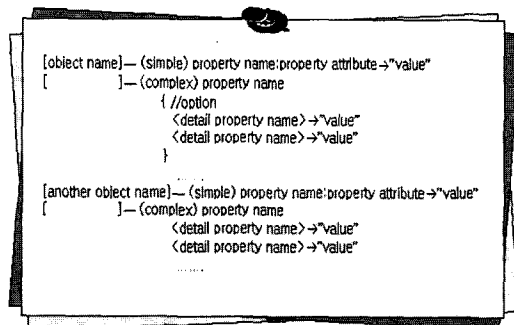 [object name]— (simple) property name:property attribute→"value"
[ ]—(complex) property name
{ //option
<detail property name>→"value"
<detail property name>→"value"
}
......
[another object name]— (simple) property name:property attribute→"value"
[ ]—(complex) property name
<detail property name>→"value"
<detail property name>→"value"
......